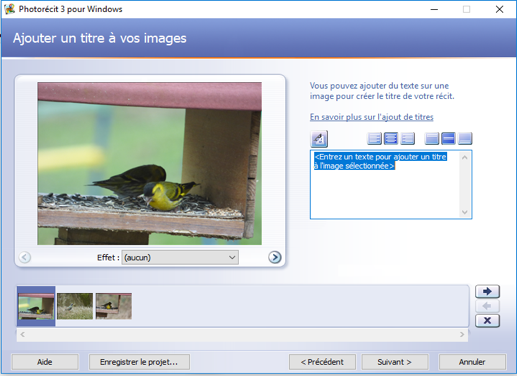 Photorécit 3 pour Windows
Ajouter un titre à vos images
Vous pouvez ajouter du texte sur une
image pour créer le titre de votre récit.
En savoir plus sur l'ajout de titres
<Entrez un texte pour ajouter un titre
à l'image sélectionnée>
Effet : (aucun)
Aide
Enregistrer le projet...
< Précédent
Suivant >
Annuler